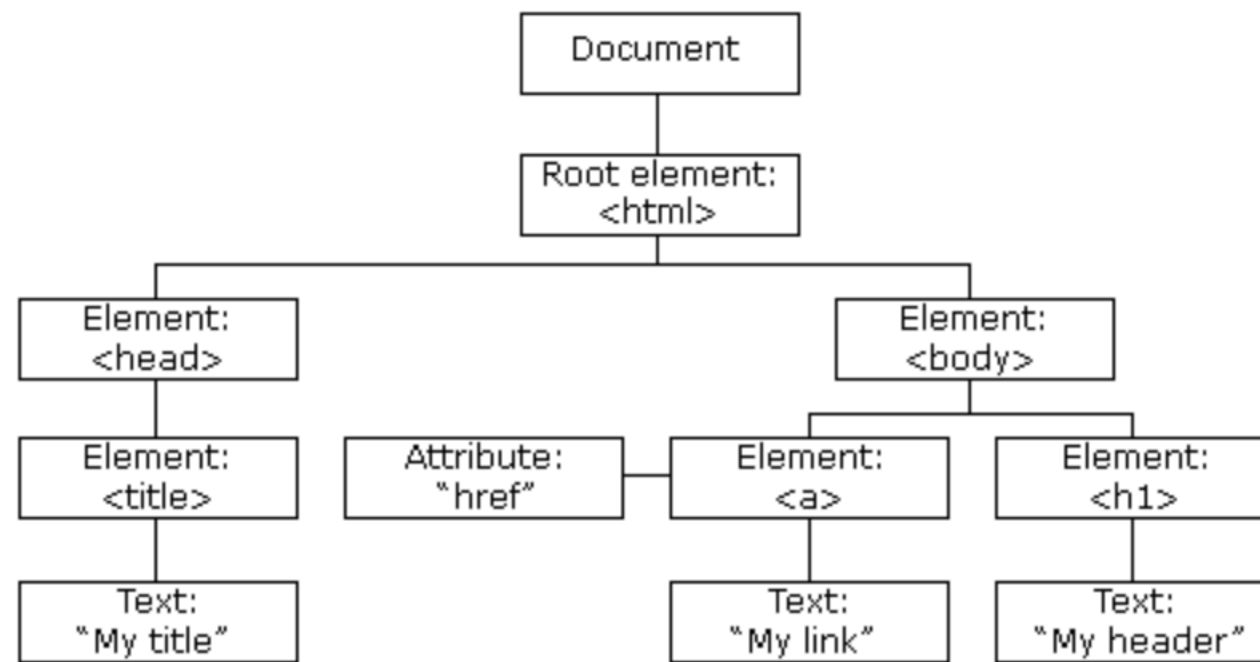 Document
Root element:
<html>
Element:
<head>
Element:
<body>
Element:
<title>
Attribute:
“href”
Element:
<a>
Element:
<h1>
Text:
“My title”
Text:
“My link”
Text:
“My header”